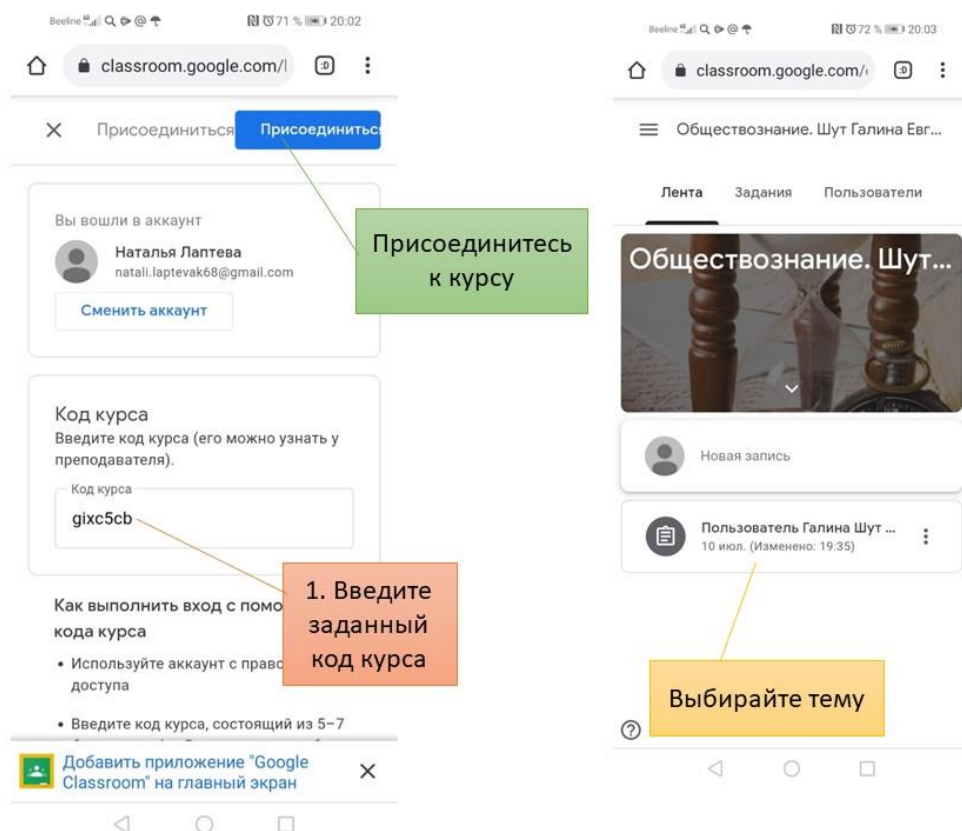 Beeline 71 % 20:02
classroom.google.com/l
Присоединиться Присоединиться
Вы вошли в аккаунт
Наталья Лаптева
natali.laptevak68@gmail.com
Сменить аккаунт
Присоединитесь
к курсу
Код курса
Введите код курса (его можно узнать у
преподавателя).
Код курса
gixc5cb
1. Введите
заданный
код курса
Как выполнить вход с
кода курса
• Используйте аккаунт с
доступа
• Введите код курса, состоящий из 5–7
Добавить приложение "Google
Classroom" на главный экран
Beeline 72 % 20:03
classroom.google.com/
Обществознание. Шут Галина Евг...
Лента Задания Пользователи
Обществознание. Шут...
Новая запись
Пользователь Галина Шут ...
10 июл. (Изменено: 19:35)
Выбирайте тему